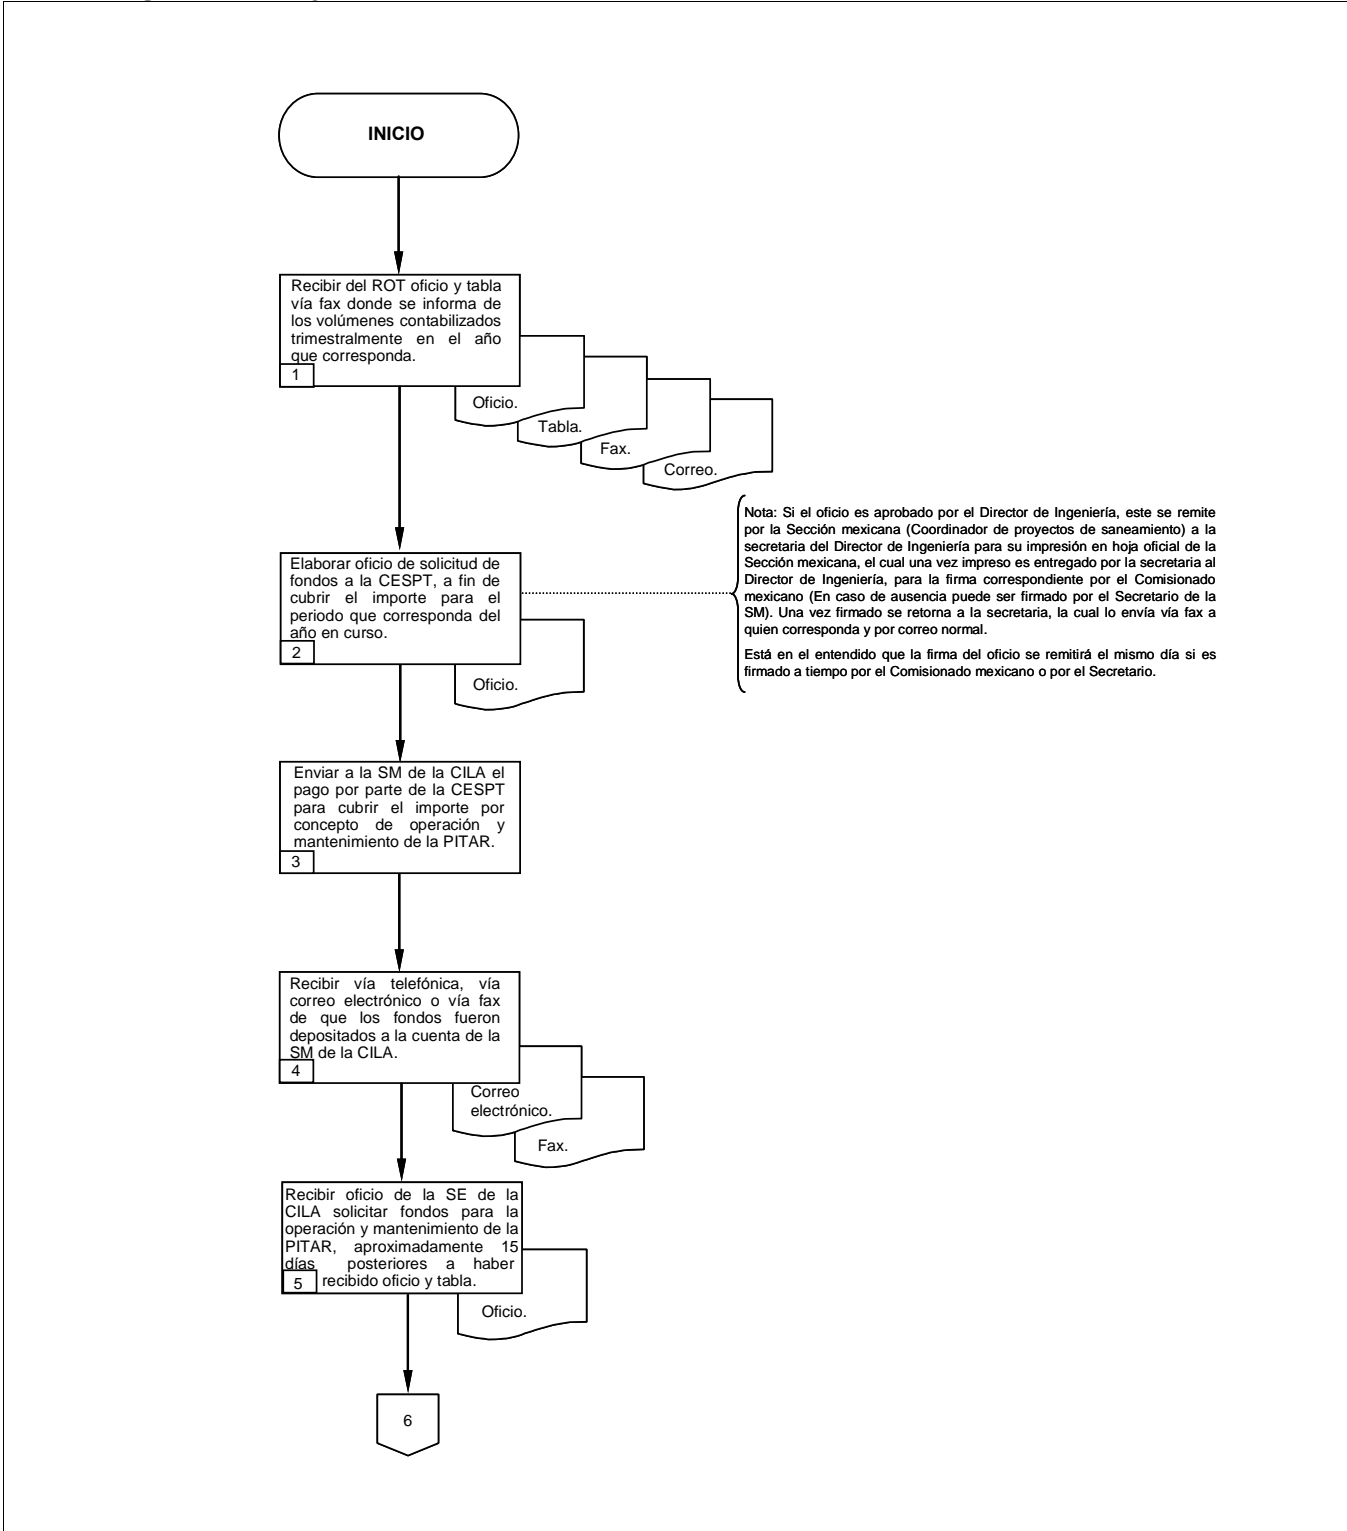 INICIO
Recibir del ROT oficio y tabla
vía fax donde se informa de
los volúmenes contabilizados
trimestralmente en el año
que corresponda.
1
Oficio.
Tabla.
Fax.
Correo.
Elaborar oficio de solicitud de
fondos a la CESPT, a fin de
cubrir el importe para el
periodo que corresponda del
año en curso.
2
Oficio.
Nota: Si el oficio es aprobado por el Director de Ingeniería, este se remite
por la Sección mexicana (Coordinador de proyectos de saneamiento) a la
secretaria del Director de Ingeniería para su impresión en hoja oficial de la
Sección mexicana, el cual una vez impreso es entregado por la secretaria al
Director de Ingeniería, para la firma correspondiente por el Comisionado
mexicano (En caso de ausencia puede ser firmado por el Secretario de la
SM). Una vez firmado se retorna a la secretaria, la cual lo envía vía fax a
quien corresponda y por correo normal.
Está en el entendido que la firma del oficio se remitirá el mismo día si es
firmado a tiempo por el Comisionado mexicano o por el Secretario.
Enviar a la SM de la CILA el
pago por parte de la CESPT
para cubrir el importe por
concepto de operación y
mantenimiento de la PITAR.
3
Recibir vía telefónica, vía
correo electrónico o vía fax
de que los fondos fueron
depositados a la cuenta de la
SM de la CILA.
4
Correo
electrónico.
Fax.
Recibir oficio de la SE de la
CILA solicitar fondos para la
operación y mantenimiento de la
PITAR, aproximadamente 15
días posteriores a haber
5 recibido oficio y tabla.
Oficio.
6